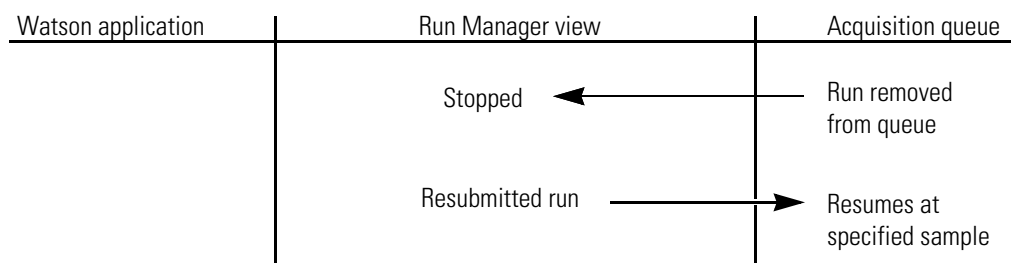 Watson application
Run Manager view
Acquisition queue
Stopped
Run removed
from queue
Resubmitted run
Resumes at
specified sample